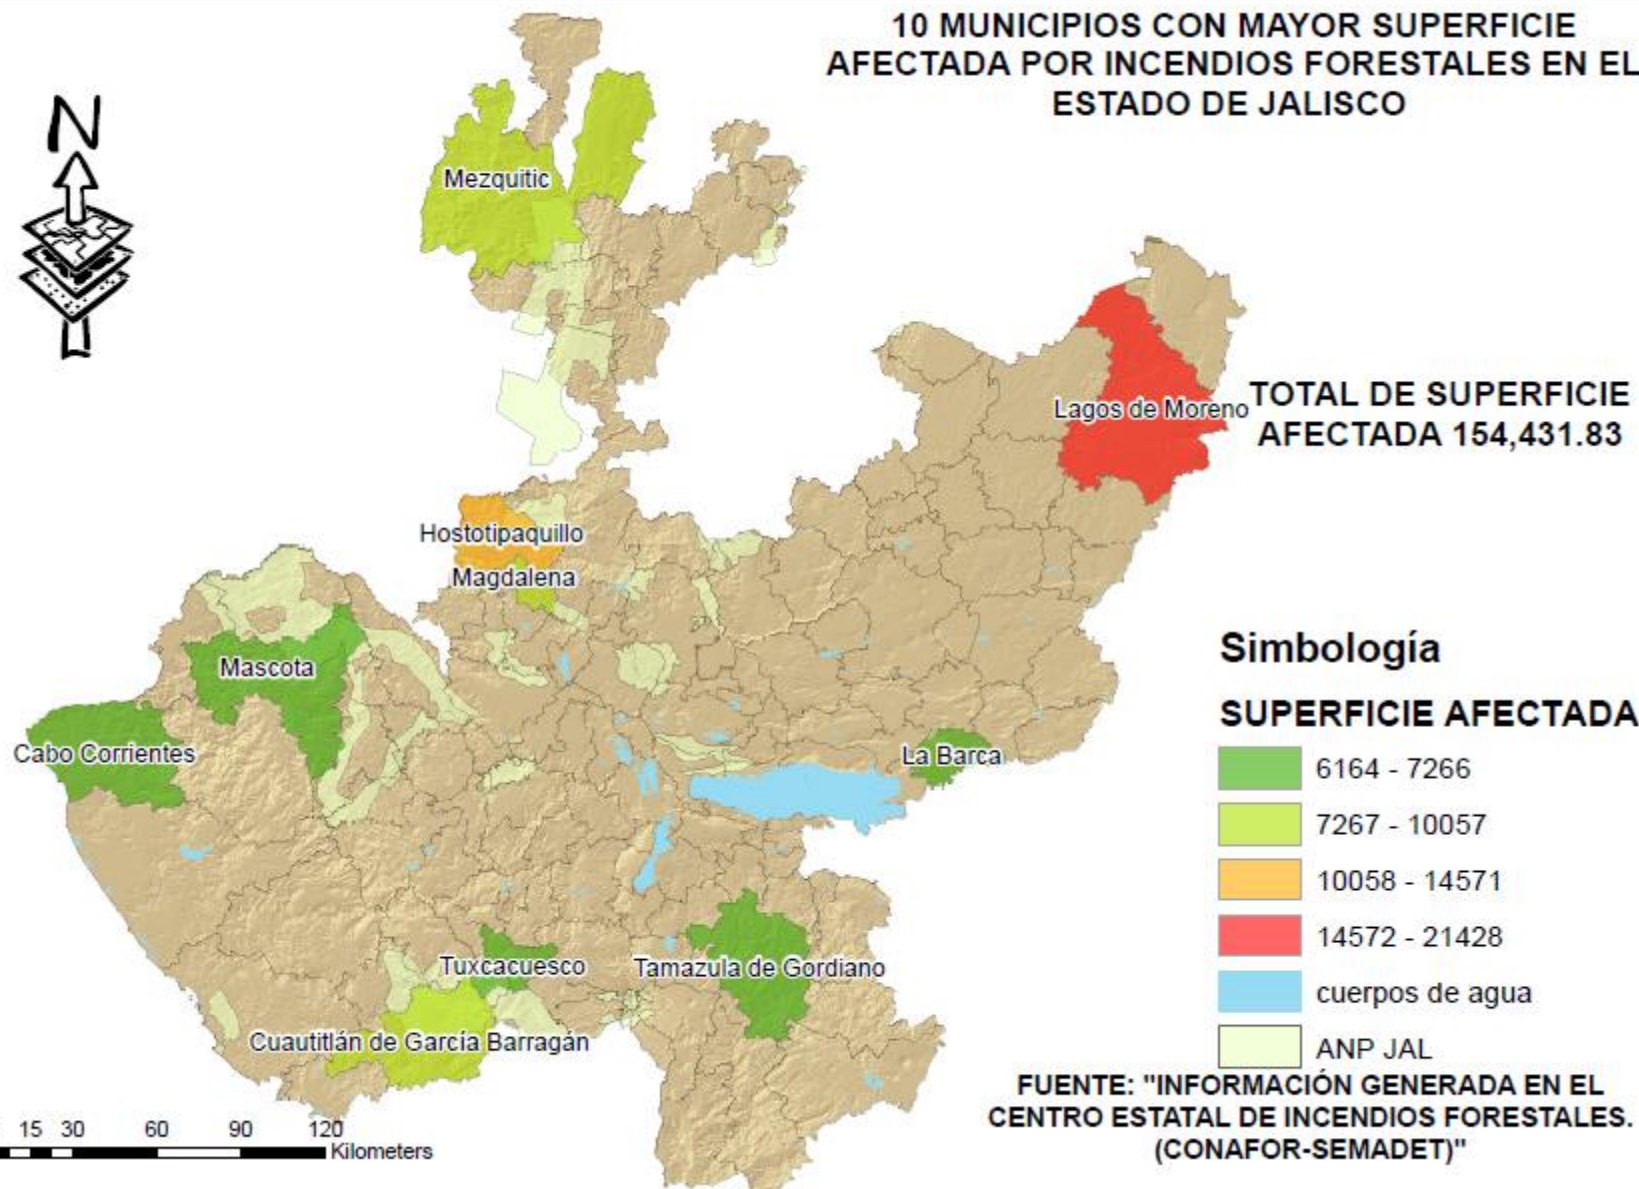 10 MUNICIPIOS CON MAYOR SUPERFICIE
AFECTADA POR INCENDIOS FORESTALES EN EL
ESTADO DE JALISCO
N
Mezquitic
Lagos de Moreno
TOTAL DE SUPERFICIE
AFECTADA 154,431.83
Hostotipaquillo
Magdalena
Mascota
Cabo Corrientes
La Barca
Tuxcacuesco
Tamazula de Gordiano
Cuautitlán de García Barragán
Simbología
SUPERFICIE AFECTADA
6164 - 7266
7267 - 10057
10058 - 14571
14572 - 21428
cuerpos de agua
ANP JAL
FUENTE: "INFORMACIÓN GENERADA EN EL
CENTRO ESTATAL DE INCENDIOS FORESTALES.
(CONAFOR-SEMADET)"
15 30 60 90 120
Kilometers